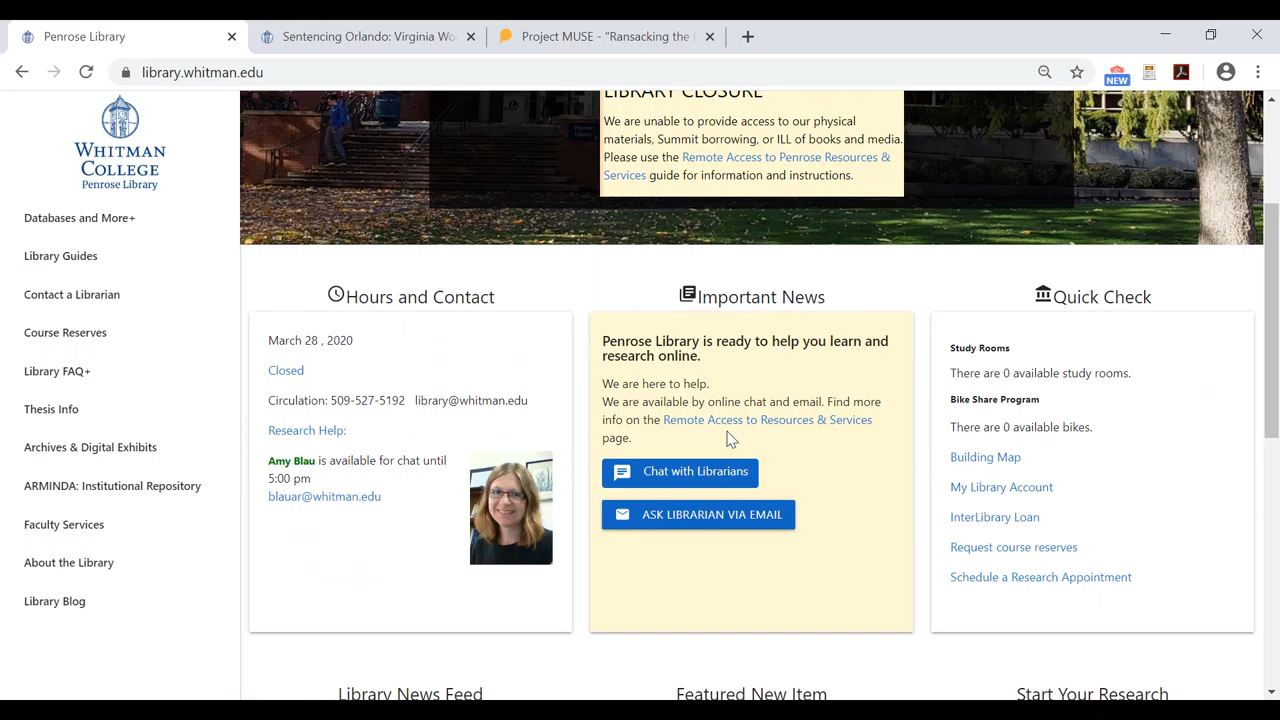 Penrose Library
Sentencing Orlando: Virginia Wo
Project MUSE - "Ransacking the L
library.whitman.edu
NEW
WHITMAN
COLLEGE
Penrose Library
Databases and More+
Library Guides
Contact a Librarian
Course Reserves
Library FAQ+
Thesis Info
Archives & Digital Exhibits
ARMINDA: Institutional Repository
Faculty Services
About the Library
Library Blog
LIBRARY CLOSURE
We are unable to provide access to our physical
materials, Summit borrowing, or ILL of books and media.
Please use the Remote Access to Penrose Resources &
Services guide for information and instructions.
Hours and Contact
March 28 , 2020
Closed
Circulation: 509-527-5192 library@whitman.edu
Research Help:
Amy Blau is available for chat until
5:00 pm
blauar@whitman.edu
Important News
Penrose Library is ready to help you learn and
research online.
We are here to help.
We are available by online chat and email. Find more
info on the Remote Access to Resources & Services
page.
Chat with Librarians
ASK LIBRARIAN VIA EMAIL
Quick Check
Study Rooms
There are 0 available study rooms.
Bike Share Program
There are 0 available bikes.
Building Map
My Library Account
InterLibrary Loan
Request course reserves
Schedule a Research Appointment
Library News Feed
Featured New Item
Start Your Research